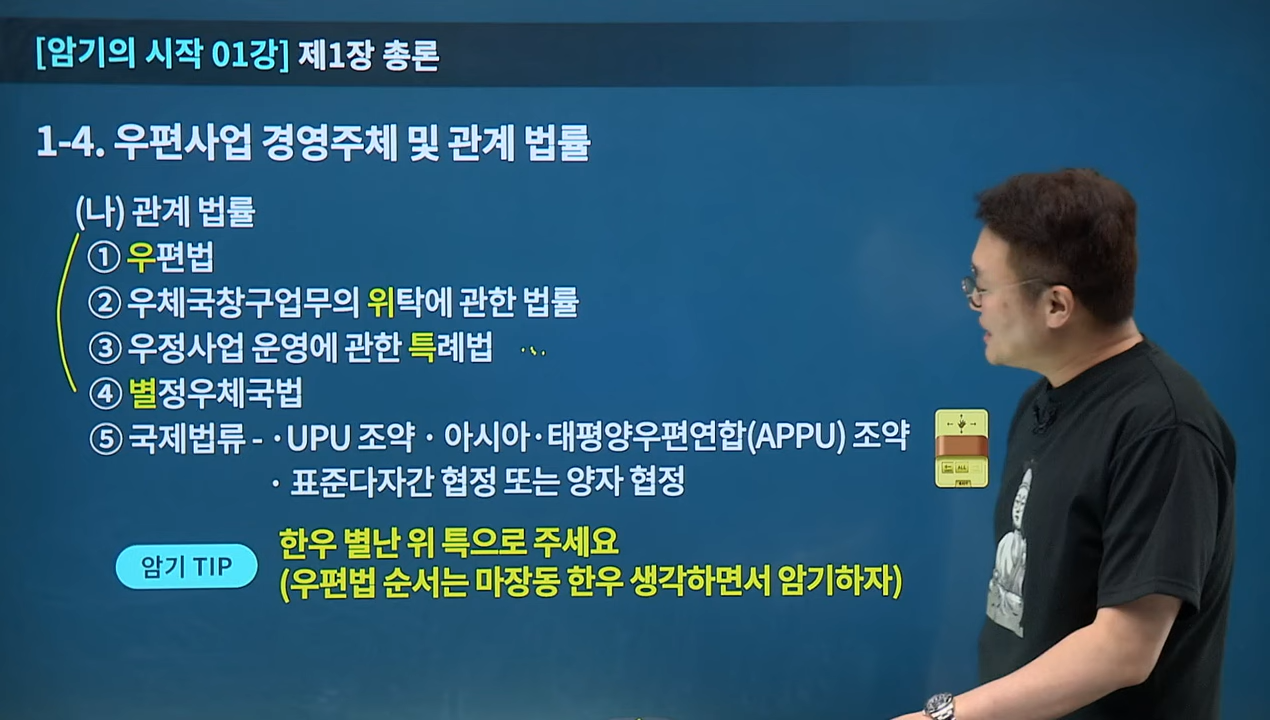 [암기의 시작 01강] 제1장 총론
1-4. 우편사업 경영주체 및 관계 법률
(나) 관계 법률
① 우편법
② 우체국창구업무의 위탁에 관한 법률
③ 우정사업 운영에 관한 특례법
④ 별정우체국법
⑤ 국제법류 - ·UPU 조약 · 아시아·태평양우편연합(APPU) 조약
· 표준다자간 협정 또는 양자 협정
암기 TIP
한우 별난 위 특으로 주세요
(우편법 순서는 마장동 한우 생각하면서 암기하자)